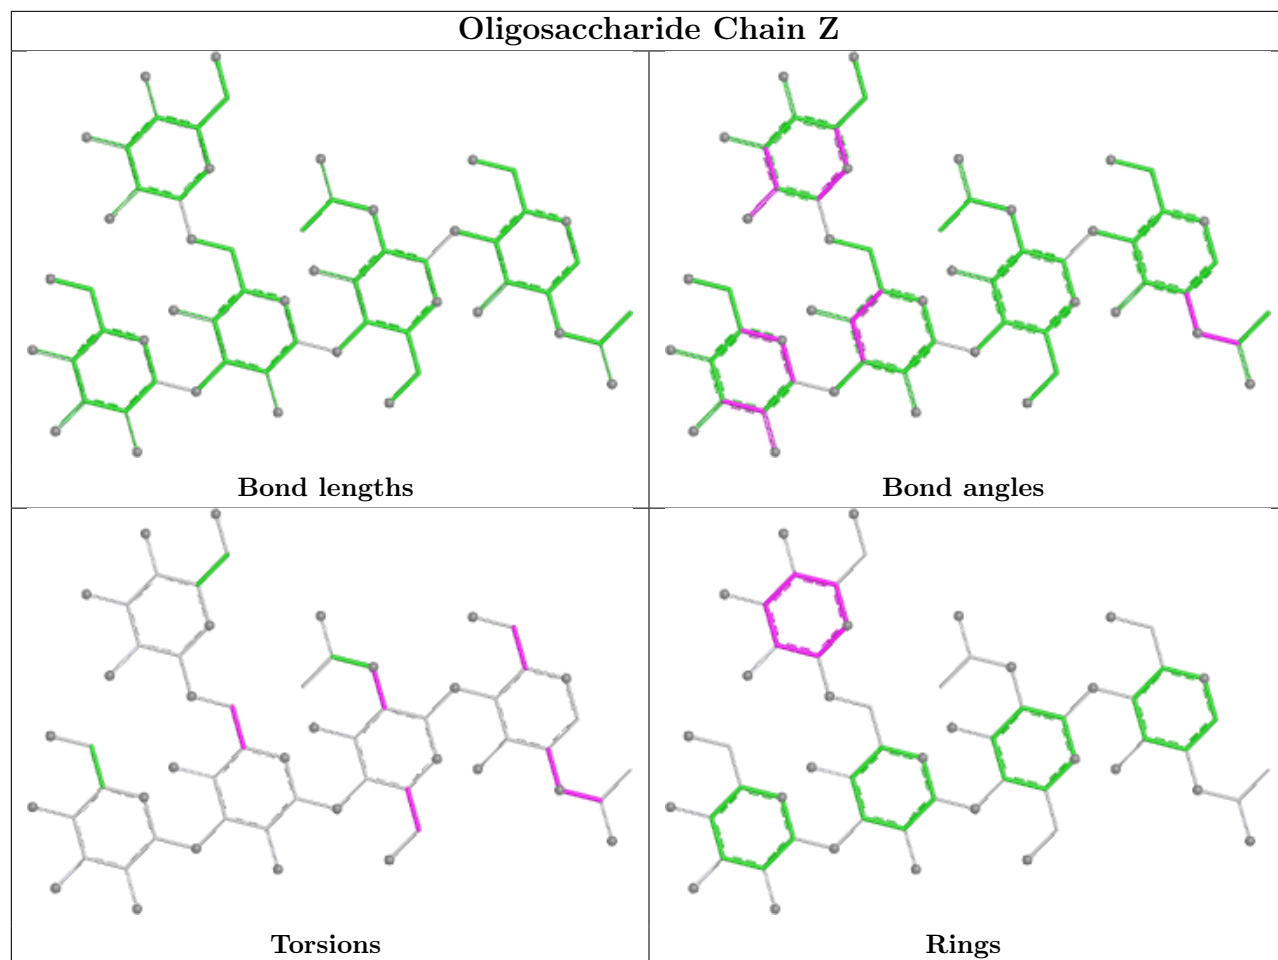 Oligosaccharide Chain Z
Bond lengths
Bond angles
Torsions
Rings